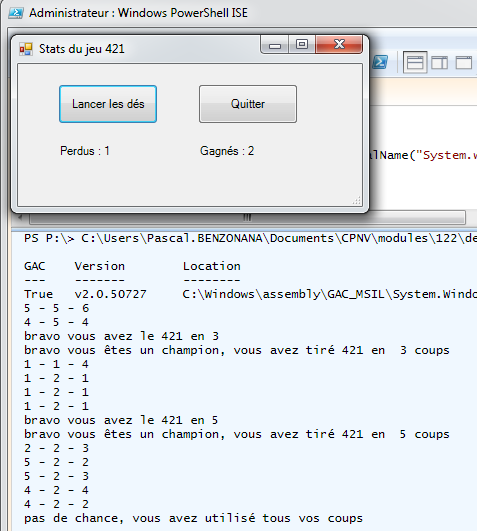 Administrateur : Windows PowerShell ISE
Stats du jeu 421
Lancer les dés
Quitter
Perdus : 1
Gagnés : 2
alName("System.w
PS P:\> C:\Users\Pascal.BENZONANA\Documents\CPNV\modules\122\de
GAC Version Location
--- ------- --------
True v2.0.50727 C:\Windows\assembly\GAC_MSIL\System.Windo
5 - 5 - 6
4 - 5 - 4
bravo vous avez le 421 en 3
bravo vous êtes un champion, vous avez tiré 421 en 3 coups
1 - 1 - 4
1 - 2 - 1
1 - 2 - 1
1 - 2 - 1
bravo vous avez le 421 en 5
bravo vous êtes un champion, vous avez tiré 421 en 5 coups
2 - 2 - 3
5 - 2 - 2
5 - 2 - 3
4 - 2 - 4
4 - 2 - 2
pas de chance, vous avez utilisé tous vos coups